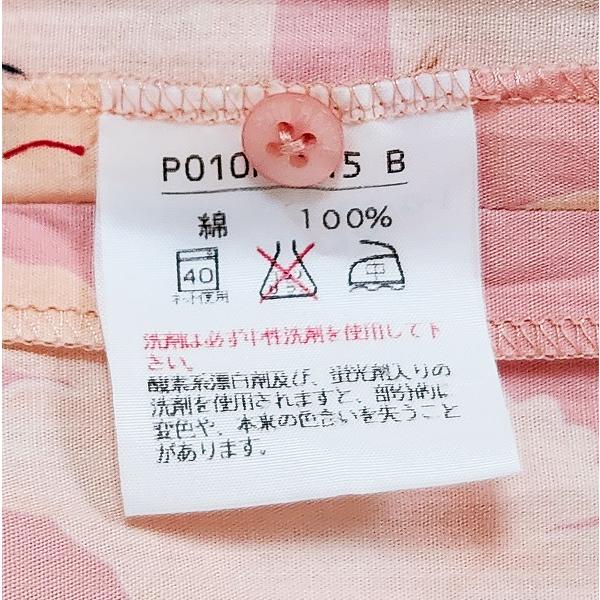 P010 15 B
綿 100%
40
ネット使用
中
洗剤は必ず中性洗剤を使用して下
さい。
酸素系漂白剤及び、蛍光剤入りの
洗剤を使用されますと、部分的に
変色や、本来の色合いを失うこと
があります。